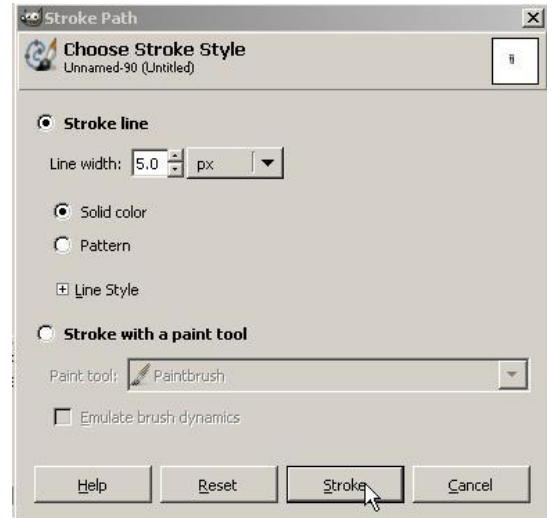 Stroke Path
Choose Stroke Style
Unnamed-90 (Untitled)
Stroke line
Line width: 5.0 px
Solid color
Pattern
Line Style
Stroke with a paint tool
Paint tool: Paintbrush
Emulate brush dynamics
Help Reset Stroke Cancel